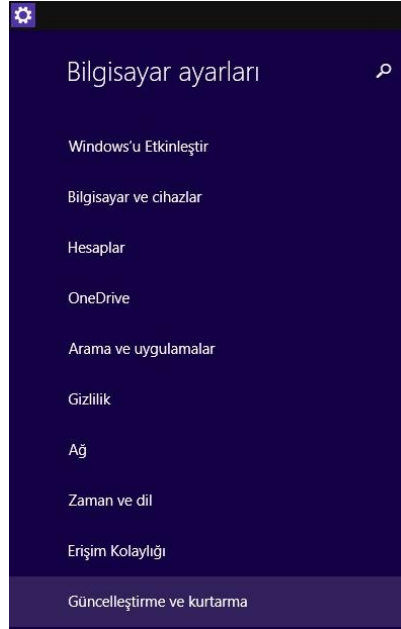 Bilgisayar ayarları
Windows'u Etkinleştir
Bilgisayar ve cihazlar
Hesaplar
OneDrive
Arama ve uygulamalar
Gizlilik
Ağ
Zaman ve dil
Erişim Kolaylığı
Güncelleştirme ve kurtarma